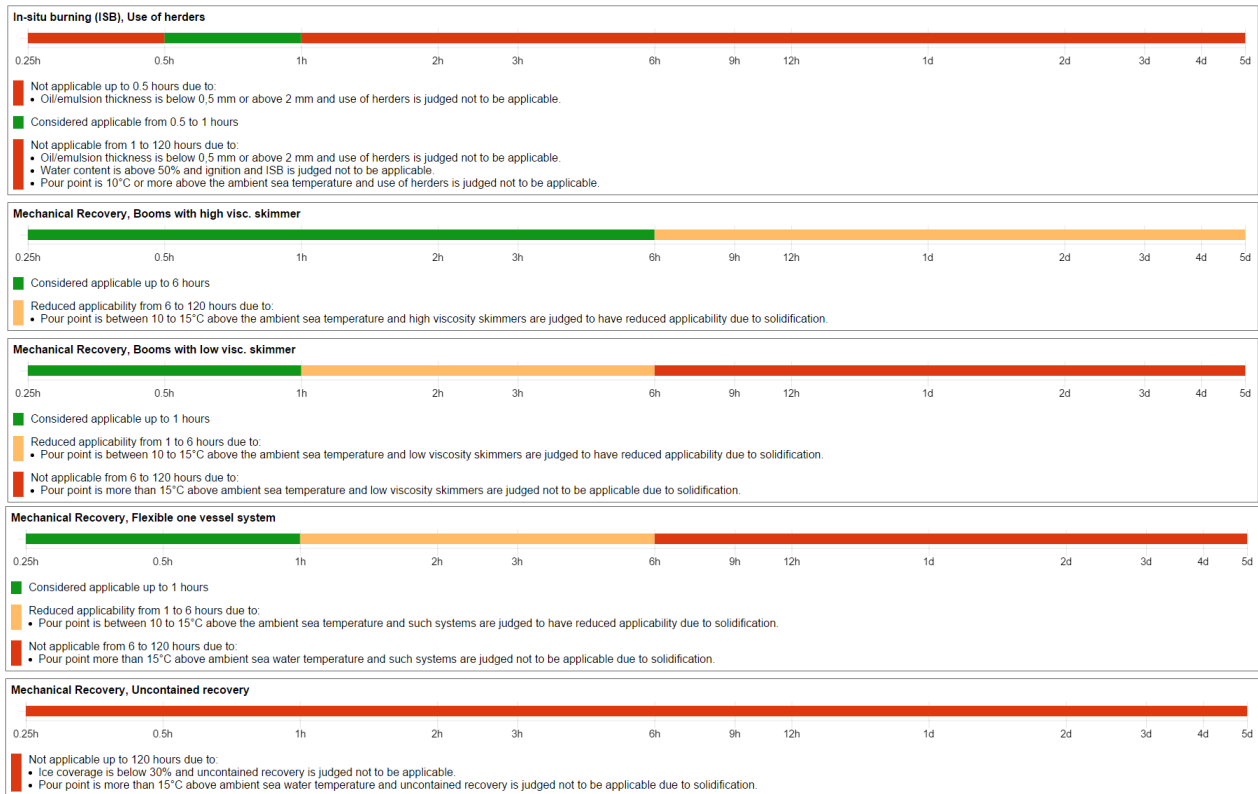 In-situ burning (ISB), Use of herders
0.25h 0.5h 1h 2h 3h 6h 9h 12h 1d 2d 3d 4d 5d
Not applicable up to 0.5 hours due to:
• Oil/emulsion thickness is below 0,5 mm or above 2 mm and use of herders is judged not to be applicable.
Considered applicable from 0.5 to 1 hours
Not applicable from 1 to 120 hours due to:
• Oil/emulsion thickness is below 0,5 mm or above 2 mm and use of herders is judged not to be applicable.
• Water content is above 50% and ignition and ISB is judged not to be applicable.
• Pour point is 10°C or more above the ambient sea temperature and use of herders is judged not to be applicable.
Mechanical Recovery, Booms with high visc. skimmer
0.25h 0.5h 1h 2h 3h 6h 9h 12h 1d 2d 3d 4d 5d
Considered applicable up to 6 hours
Reduced applicability from 6 to 120 hours due to:
• Pour point is between 10 to 15°C above the ambient sea temperature and high viscosity skimmers are judged to have reduced applicability due to solidification.
Mechanical Recovery, Booms with low visc. skimmer
0.25h 0.5h 1h 2h 3h 6h 9h 12h 1d 2d 3d 4d 5d
Considered applicable up to 1 hours
Reduced applicability from 1 to 6 hours due to:
• Pour point is between 10 to 15°C above the ambient sea temperature and low viscosity skimmers are judged to have reduced applicability due to solidification.
Not applicable from 6 to 120 hours due to:
• Pour point is more than 15°C above ambient sea temperature and low viscosity skimmers are judged not to be applicable due to solidification.
Mechanical Recovery, Flexible one vessel system
0.25h 0.5h 1h 2h 3h 6h 9h 12h 1d 2d 3d 4d 5d
Considered applicable up to 1 hours
Reduced applicability from 1 to 6 hours due to:
• Pour point is between 10 to 15°C above the ambient sea temperature and such systems are judged to have reduced applicability due to solidification.
Not applicable from 6 to 120 hours due to:
• Pour point more than 15°C above ambient sea water temperature and such systems are judged not to be applicable due to solidification.
Mechanical Recovery, Uncontained recovery
0.25h 0.5h 1h 2h 3h 6h 9h 12h 1d 2d 3d 4d 5d
Not applicable up to 120 hours due to:
• Ice coverage is below 30% and uncontained recovery is judged not to be applicable.
• Pour point is more than 15°C above ambient sea water temperature and uncontained recovery is judged not to be applicable due to solidification.